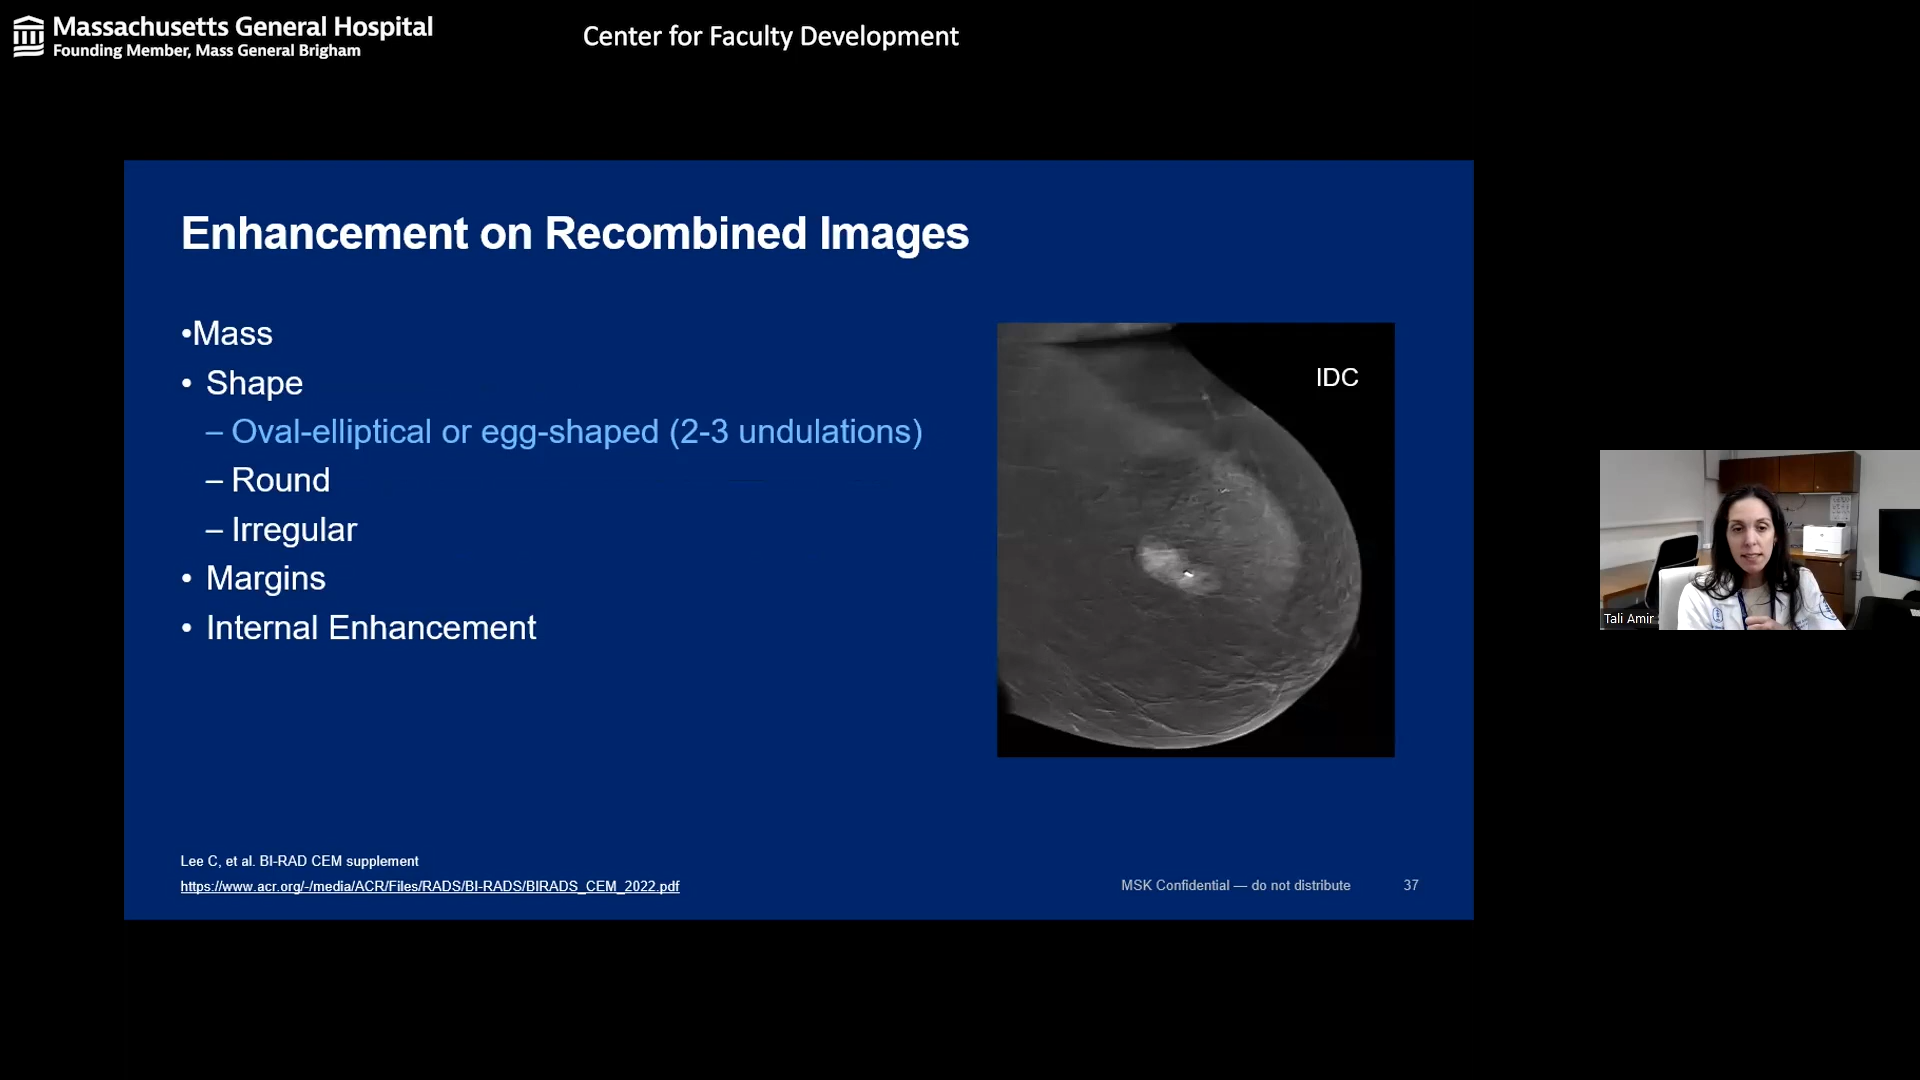 Massachusetts General Hospital
Founding Member, Mass General Brigham
Center for Faculty Development
Enhancement on Recombined Images
•Mass
• Shape
– Oval-elliptical or egg-shaped (2-3 undulations)
– Round
– Irregular
• Margins
• Internal Enhancement
IDC
Lee C, et al. BI-RAD CEM supplement
https://www.acr.org/-/media/ACR/Files/RADS/BI-RADS/BIRADS_CEM_2022.pdf
MSK Confidential — do not distribute 37
Tali Amir